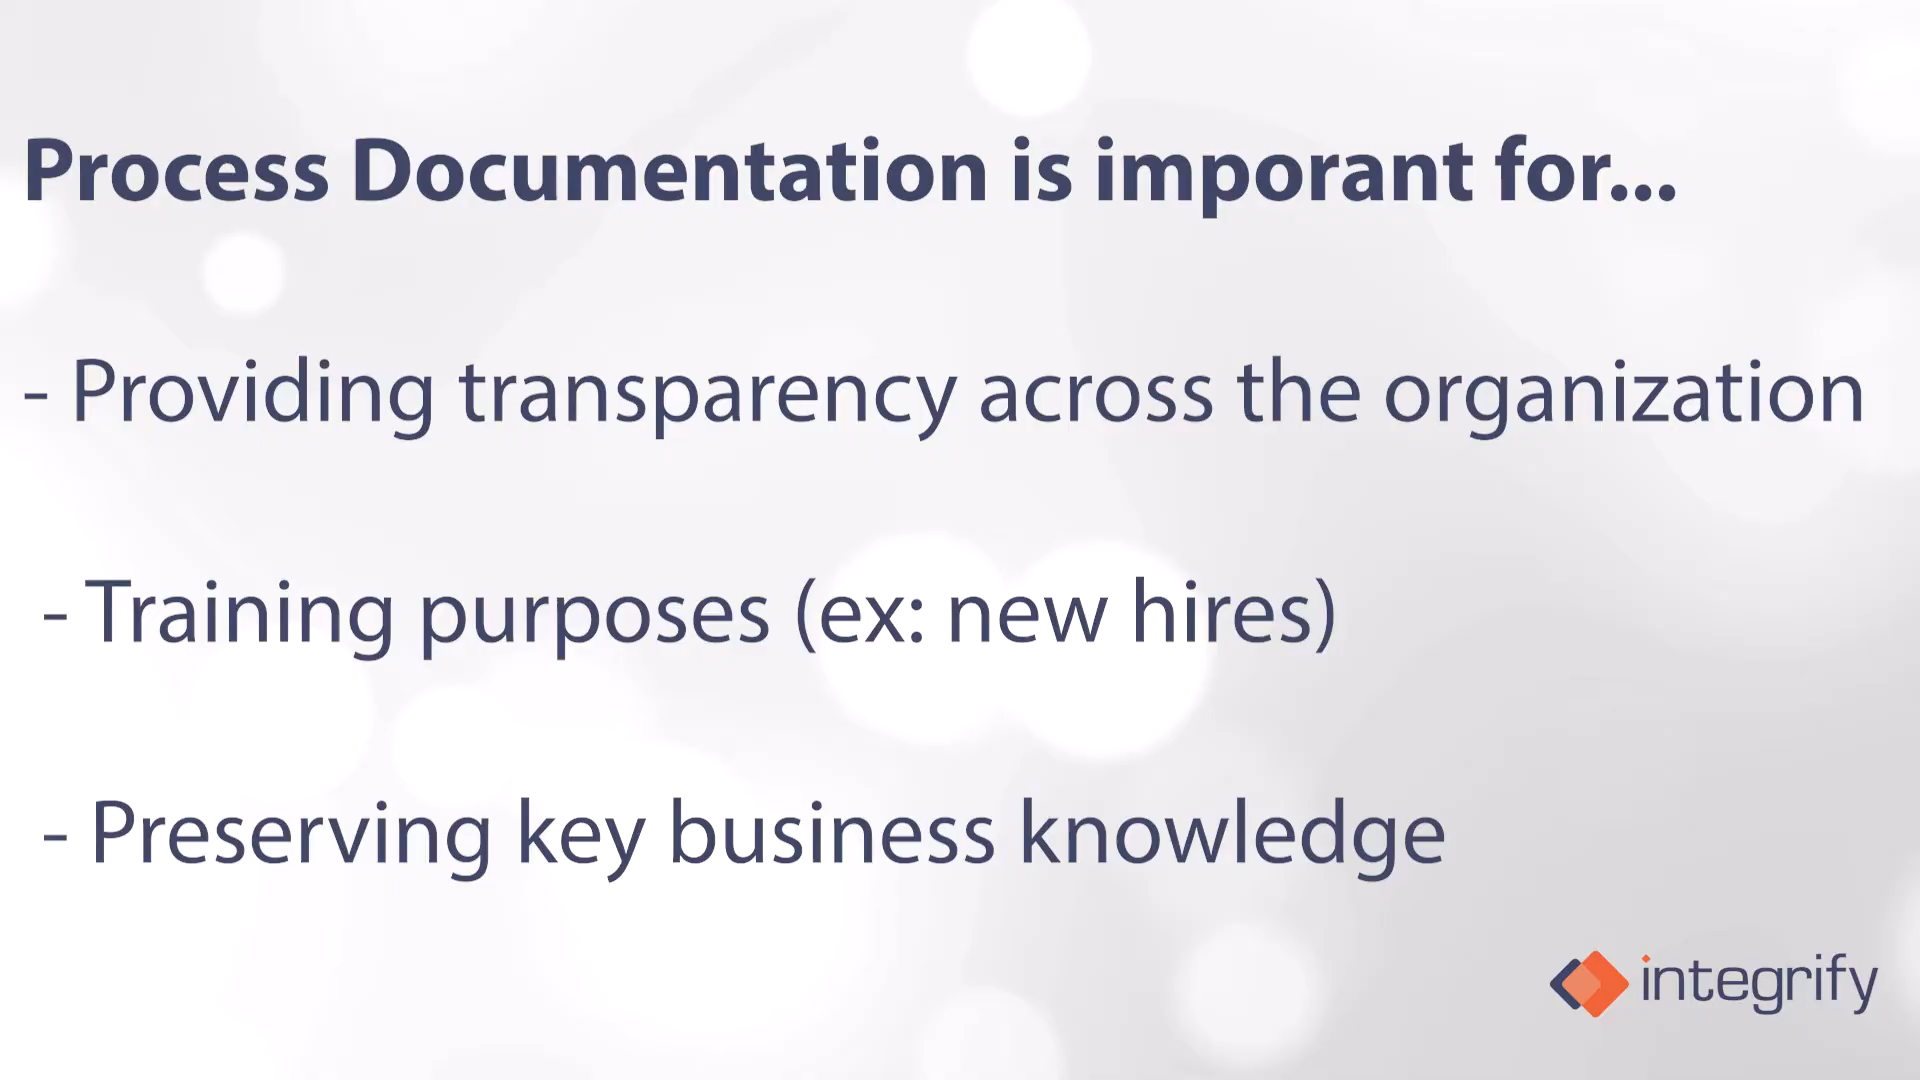 Process Documentation is imporant for...
- Providing transparency across the organization
- Training purposes (ex: new hires)
- Preserving key business knowledge
integrify